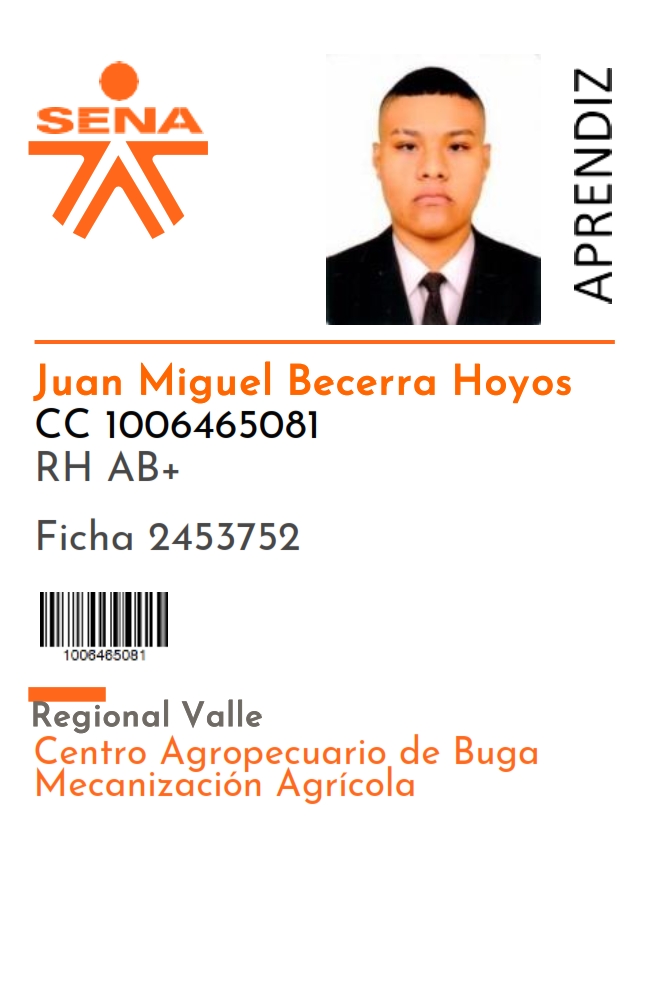 SENA
APRENDIZ
Juan Miguel Becerra Hoyos
CC 1006465081
RH AB+
Ficha 2453752
1006465081
Regional Valle
Centro Agropecuario de Buga
Mecanización Agrícola